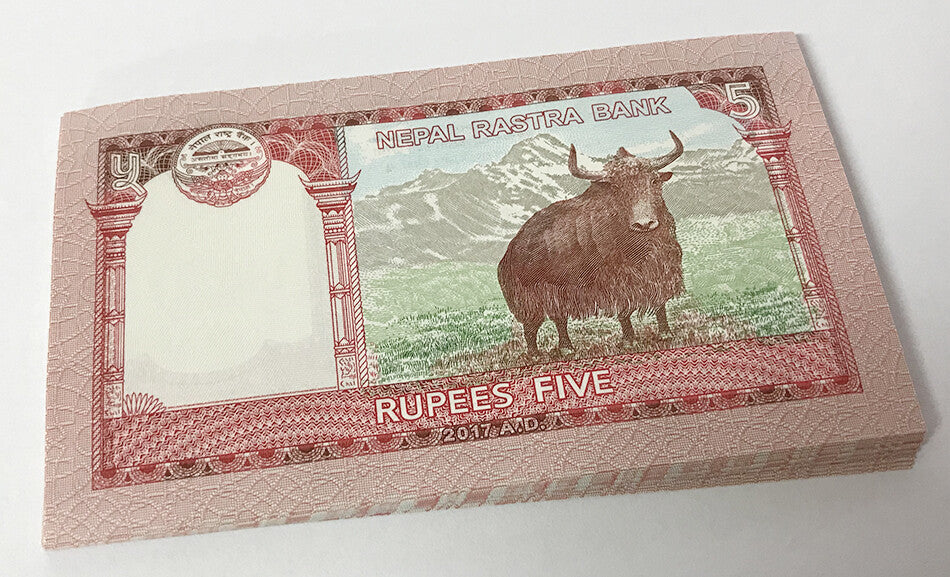 NEPAL RASTRA BANK
5
५
नेपाल राष्ट्र बैंक
RUPEES FIVE
2017 A.D.